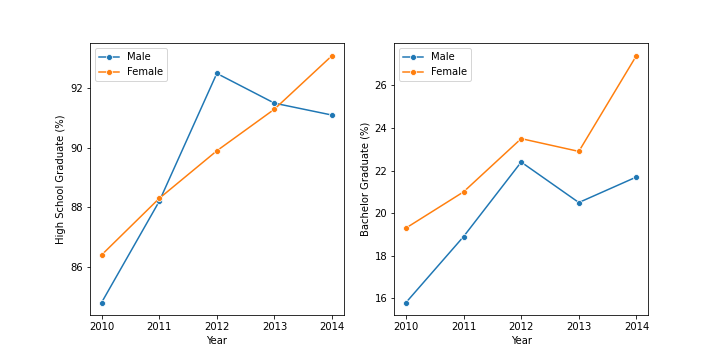 High School Graduate (%)
92
90
88
86
Male
Female
2010 2011 2012 2013 2014
Year
Bachelor Graduate (%)
26
24
22
20
18
16
Male
Female
2010 2011 2012 2013 2014
Year